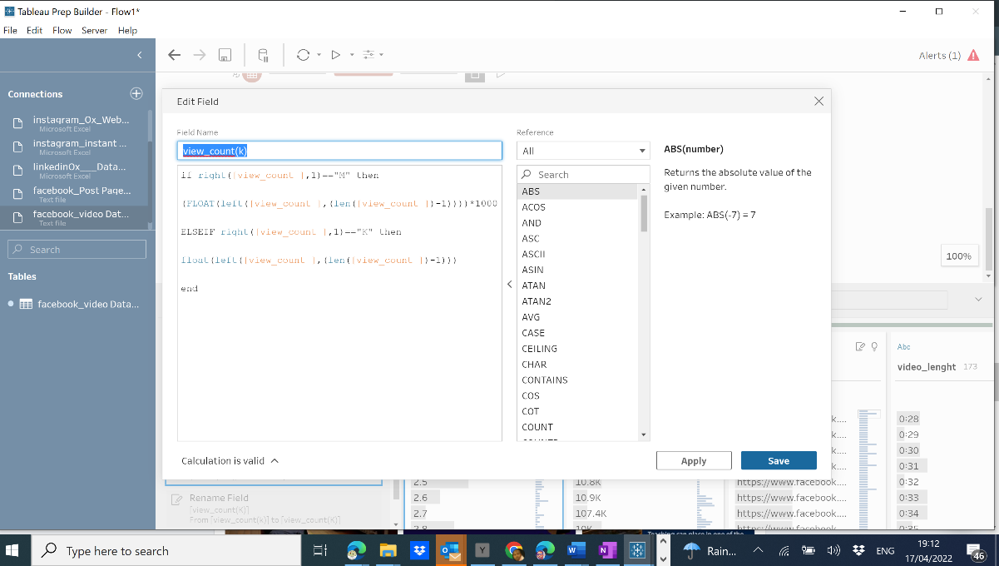 Tableau Prep Builder - Flow1*
File Edit Flow Server Help
Alerts (1)
Connections
instagram_Ox_Web...
Microsoft Excel
instagram_instant ...
Microsoft Excel
linkedinOx___Data...
Microsoft Excel
facebook_Post Page...
Text file
facebook_video Dat...
Text file
Search
Tables
facebook_video Data...
Edit Field
Field Name
view_count(k)
if right([view_count ],1)=="M" then
(FLOAT(left([view_count ],(len([view_count ])-1))))*1000
ELSEIF right([view_count ],1)=="K" then
float(left([view_count ],(len([view_count ])-1)))
end
Calculation is valid
Reference
All
Search
ABS
ACOS
AND
ASC
ASCII
ASIN
ATAN
ATAN2
AVG
CASE
CEILING
CHAR
CONTAINS
COS
COT
COUNT
ABS(number)
Returns the absolute value of the
given number.
Example: ABS(-7) = 7
Apply
Save
100%
Abc
video_lenght 173
k.... 0:28
k.... 0:29
k.... 0:30
k.... 0:31
2.5 10.8K https://www.facebook.... 0:32
2.6 10.9K https://www.facebook.... 0:33
2.7 107.4K https://www.facebook.... 0:34
2.8 10K https://www.facebook.... 0:35
Rename Field
[view_count(K)]
From [view_count(k)] to [view_count(K)]
Type here to search
Rain...
ENG
19:12
17/04/2022
46